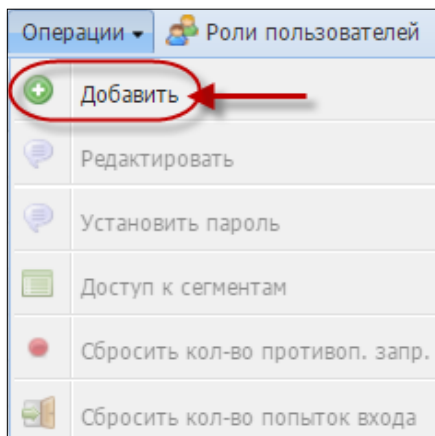 Операции Роли пользователей
Добавить
Редактировать
Установить пароль
Доступ к сегментам
Сбросить кол-во противоп. запр.
Сбросить кол-во попыток входа